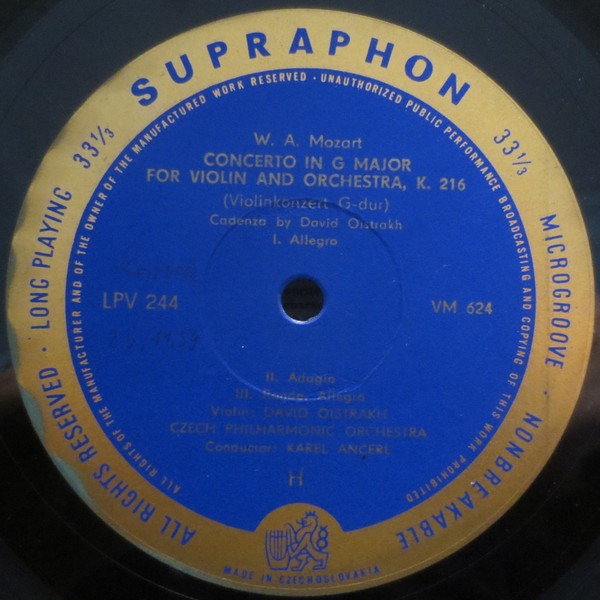 SUPRAPHON
33⅓ · LONG PLAYING · ALL RIGHTS RESERVED
33⅓ MICROGROOVE · NONBREAKABLE
ALL RIGHTS OF THE MANUFACTURER AND OF THE OWNER OF THE MANUFACTURED WORK RESERVED · UNAUTHORIZED PUBLIC PERFORMANCE BROADCASTING AND COPYING OF THIS WORK PROHIBITED
W. A. Mozart
CONCERTO IN G MAJOR
FOR VIOLIN AND ORCHESTRA, K. 216
(Violinkonzert G-dur)
Cadenza by David Oistrakh
I. Allegro
LPV 244
VM 624
II. Adagio
III. Rondo. Allegro
Violin: DAVID OISTRAKH
CZECH PHILHARMONIC ORCHESTRA
Conductor: KAREL ANČERL
H
MADE IN CZECHOSLOVAKIA